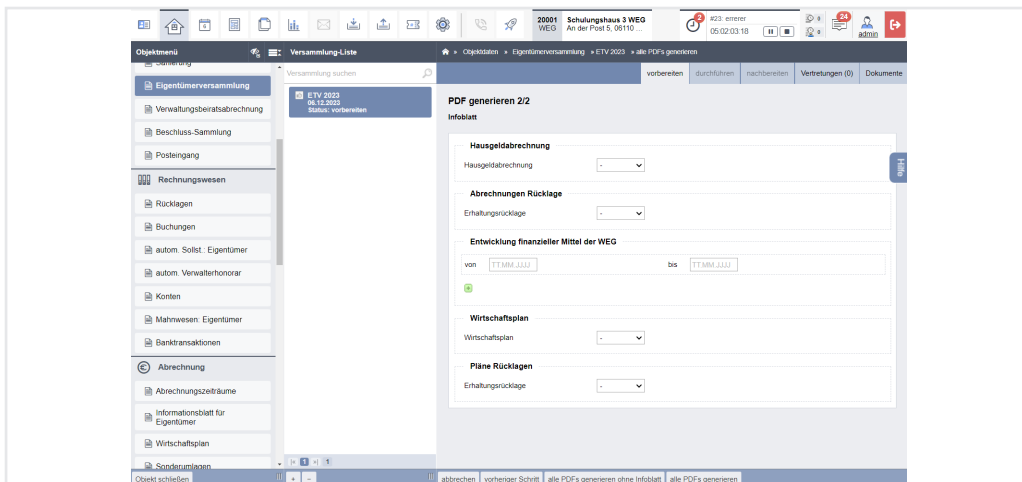 20001 Schulungshaus 3 WEG
WEG An der Post 5, 06110 ...
2
#23: errerer
05:02:03:18
24
admin
Objektmenü
Versammlung-Liste
» Objektdaten » Eigentümerversammlung » ETV 2023 » alle PDFs generieren
Sanierung
Eigentümerversammlung
Verwaltungsbeiratsabrechnung
Beschluss-Sammlung
Posteingang
Rechnungswesen
Rücklagen
Buchungen
autom. Sollst.: Eigentümer
autom. Verwalterhonorar
Konten
Mahnwesen: Eigentümer
Banktransaktionen
Abrechnung
Abrechnungszeiträume
Informationsblatt für
Eigentümer
Wirtschaftsplan
Sonderumlagen
Objekt schließen
Versammlung suchen
ETV 2023
06.12.2023
Status: vorbereiten
1 1
+ -
vorbereiten durchführen nachbereiten Vertretungen (0) Dokumente
PDF generieren 2/2
Infoblatt
Hausgeldabrechnung
Hausgeldabrechnung -
Abrechnungen Rücklage
Erhaltungsrücklage -
Entwicklung finanzieller Mittel der WEG
von TT.MM.JJJJ bis TT.MM.JJJJ
+
Wirtschaftsplan
Wirtschaftsplan -
Pläne Rücklagen
Erhaltungsrücklage -
Hilfe
abbrechen vorheriger Schritt alle PDFs generieren ohne Infoblatt alle PDFs generieren